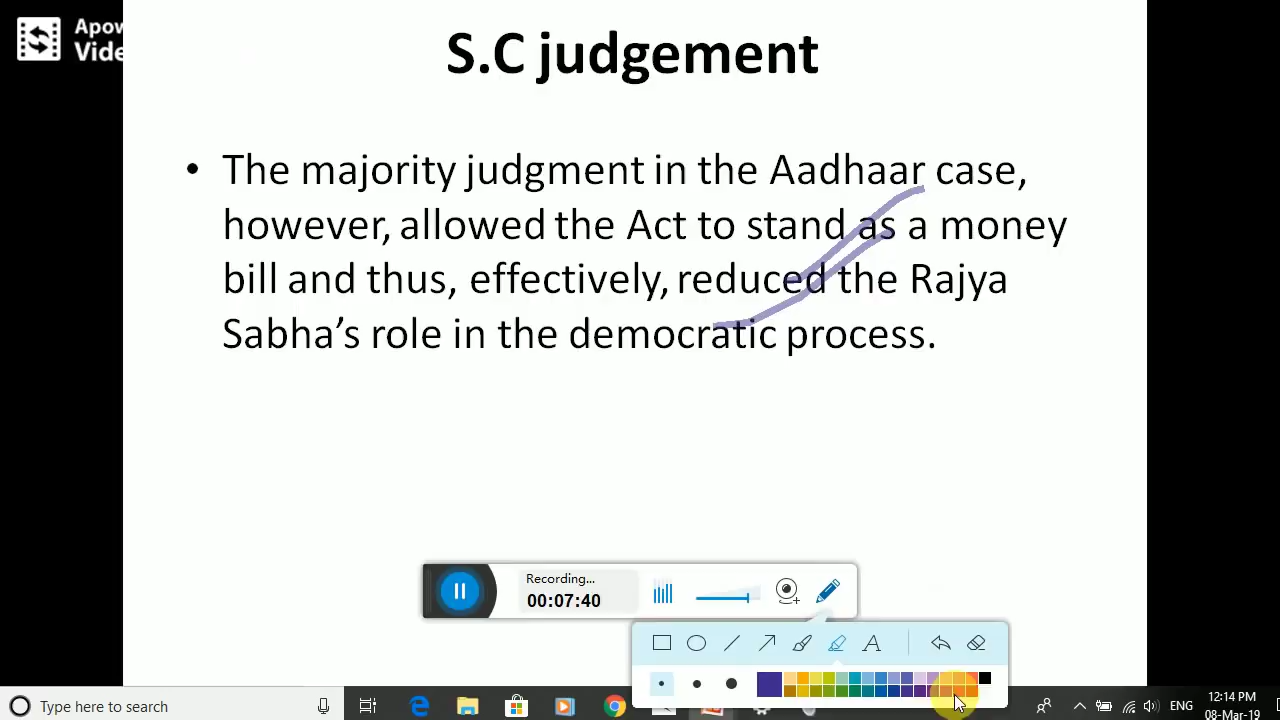 Apow
Vide
S.C judgement
• The majority judgment in the Aadhaar case,
however, allowed the Act to stand as a money
bill and thus, effectively, reduced the Rajya
Sabha’s role in the democratic process.
Recording...
00:07:40
A
Type here to search
ENG
12:14 PM
08-Mar-19